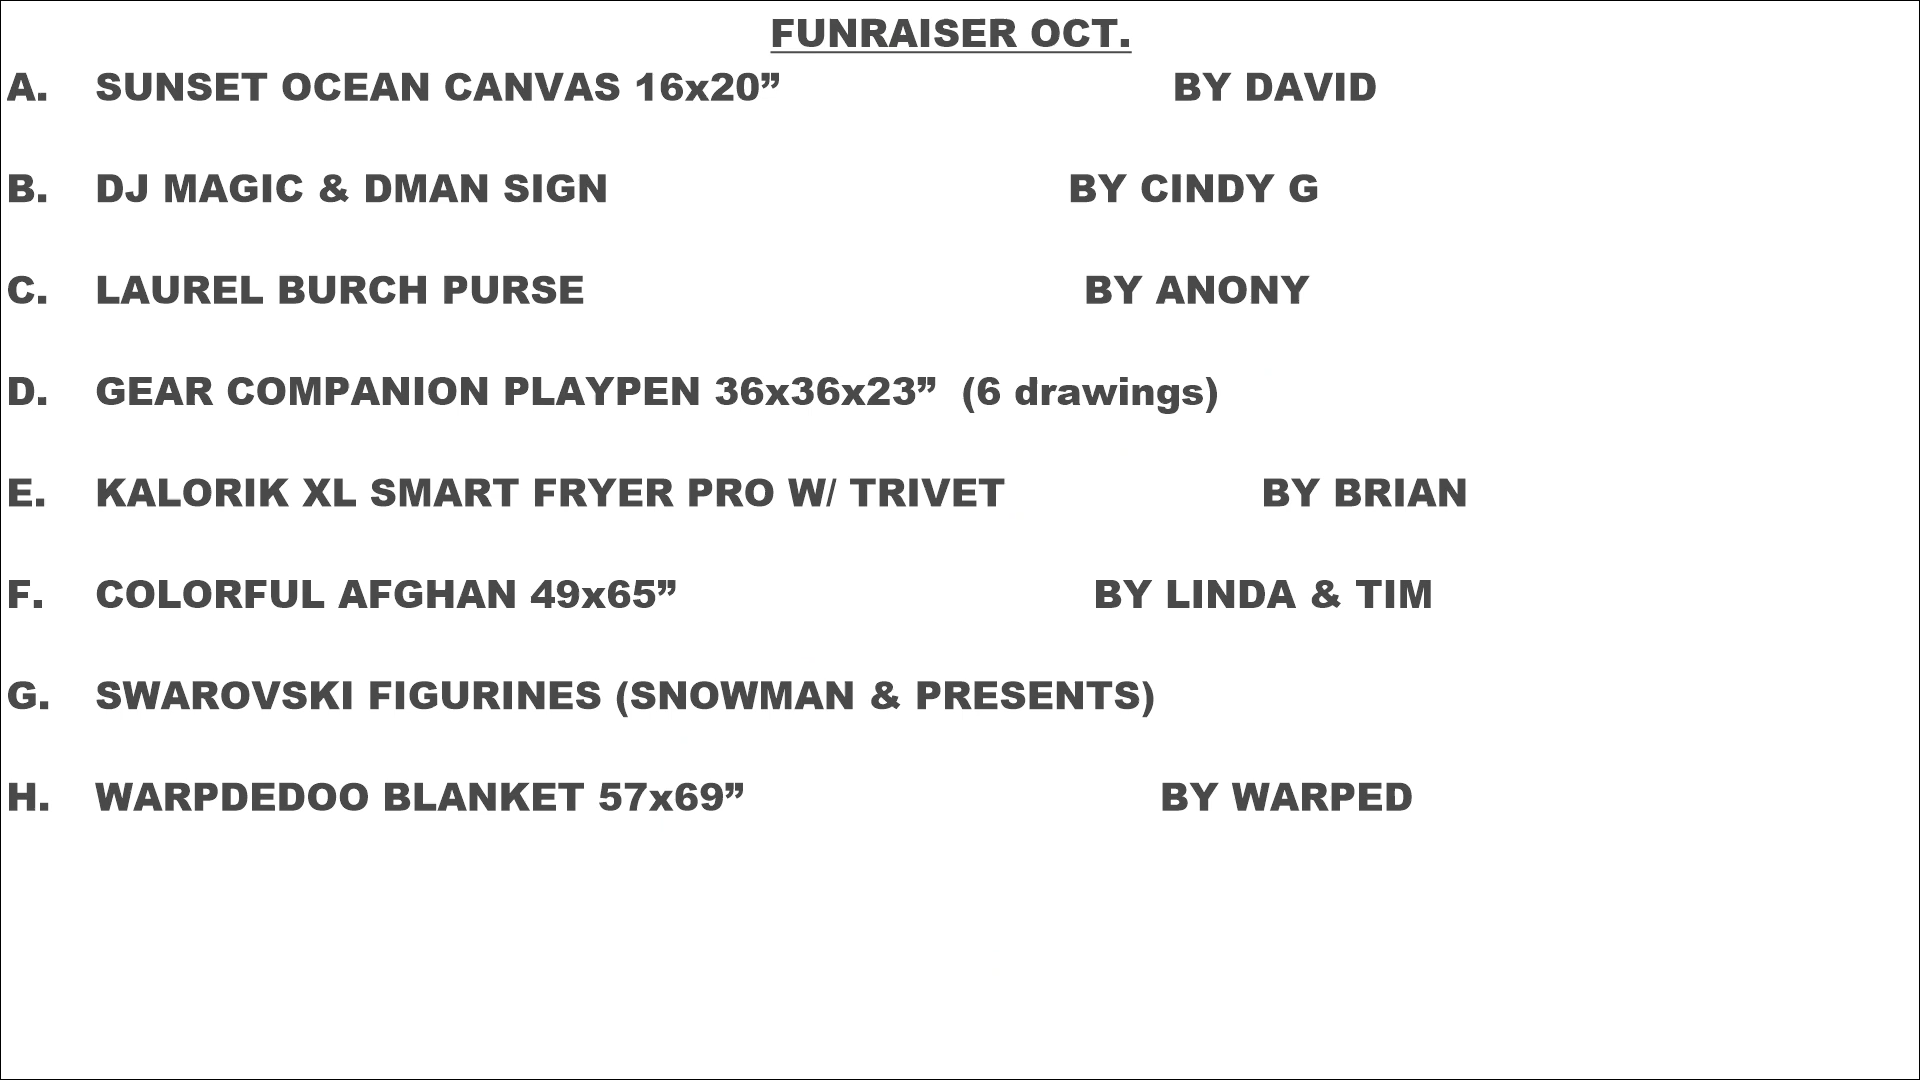 FUNRAISER OCT.
A. SUNSET OCEAN CANVAS 16x20” BY DAVID
B. DJ MAGIC & DMAN SIGN BY CINDY G
C. LAUREL BURCH PURSE BY ANONY
D. GEAR COMPANION PLAYPEN 36x36x23” (6 drawings)
E. KALORIK XL SMART FRYER PRO W/ TRIVET BY BRIAN
F. COLORFUL AFGHAN 49x65” BY LINDA & TIM
G. SWAROVSKI FIGURINES (SNOWMAN & PRESENTS)
H. WARPDEDOO BLANKET 57x69” BY WARPED